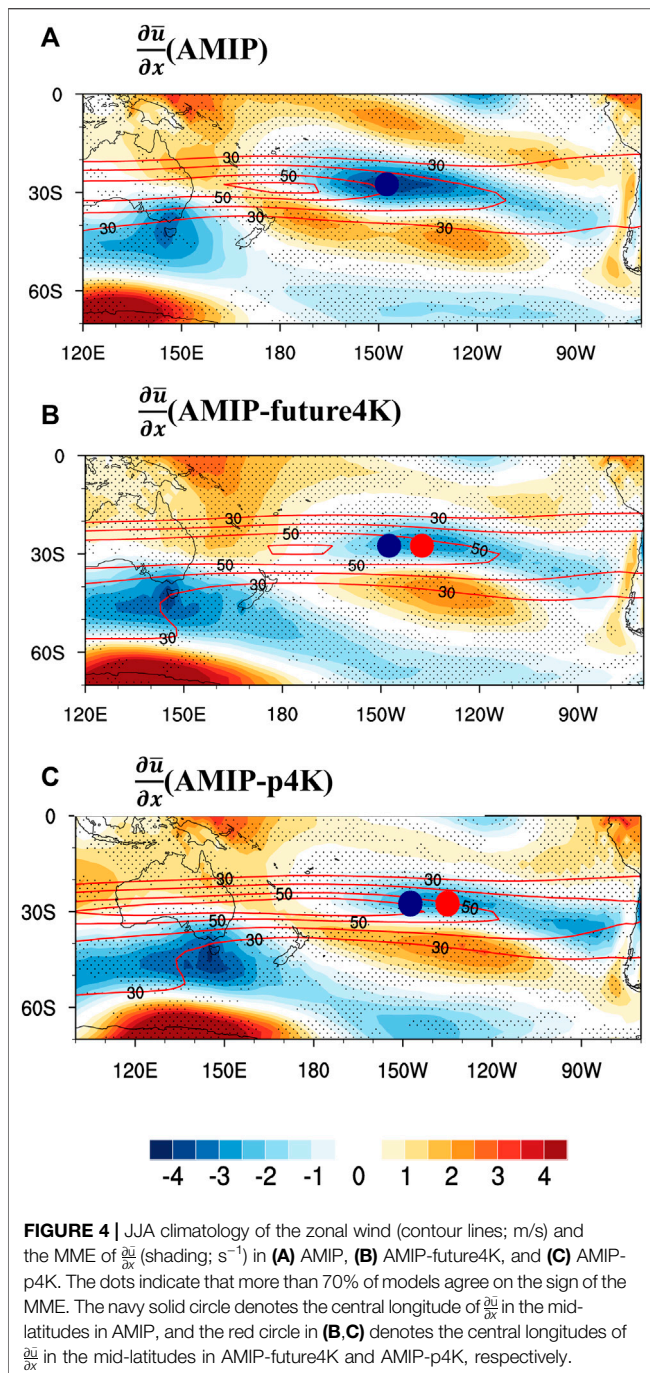 A
∂ū/∂x (AMIP)
0
30S
60S
30
50
50
30
30
50
30
120E 150E 180 150W 120W 90W
B
∂ū/∂x (AMIP-future4K)
0
30S
60S
30
50
30
50
50
30
30
30
120E 150E 180 150W 120W 90W
C
∂ū/∂x (AMIP-p4K)
0
30S
60S
30
50
30
50
50
30
30
30
120E 150E 180 150W 120W 90W
-4 -3 -2 -1 0 1 2 3 4
FIGURE 4 | JJA climatology of the zonal wind (contour lines; m/s) and
the MME of ∂ū/∂x (shading; s⁻¹) in (A) AMIP, (B) AMIP-future4K, and (C) AMIP-
p4K. The dots indicate that more than 70% of models agree on the sign of the
MME. The navy solid circle denotes the central longitude of ∂ū/∂x in the mid-
latitudes in AMIP, and the red circle in (B,C) denotes the central longitudes of
∂ū/∂x in the mid-latitudes in AMIP-future4K and AMIP-p4K, respectively.